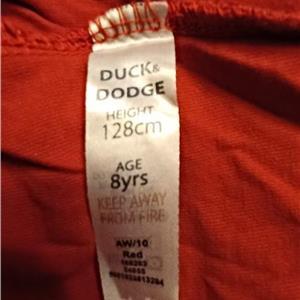 DUCK&
DODGE
HEIGHT
128cm
AGE
8yrs
KEEP AWAY
FROM FIRE
AW/10
Red